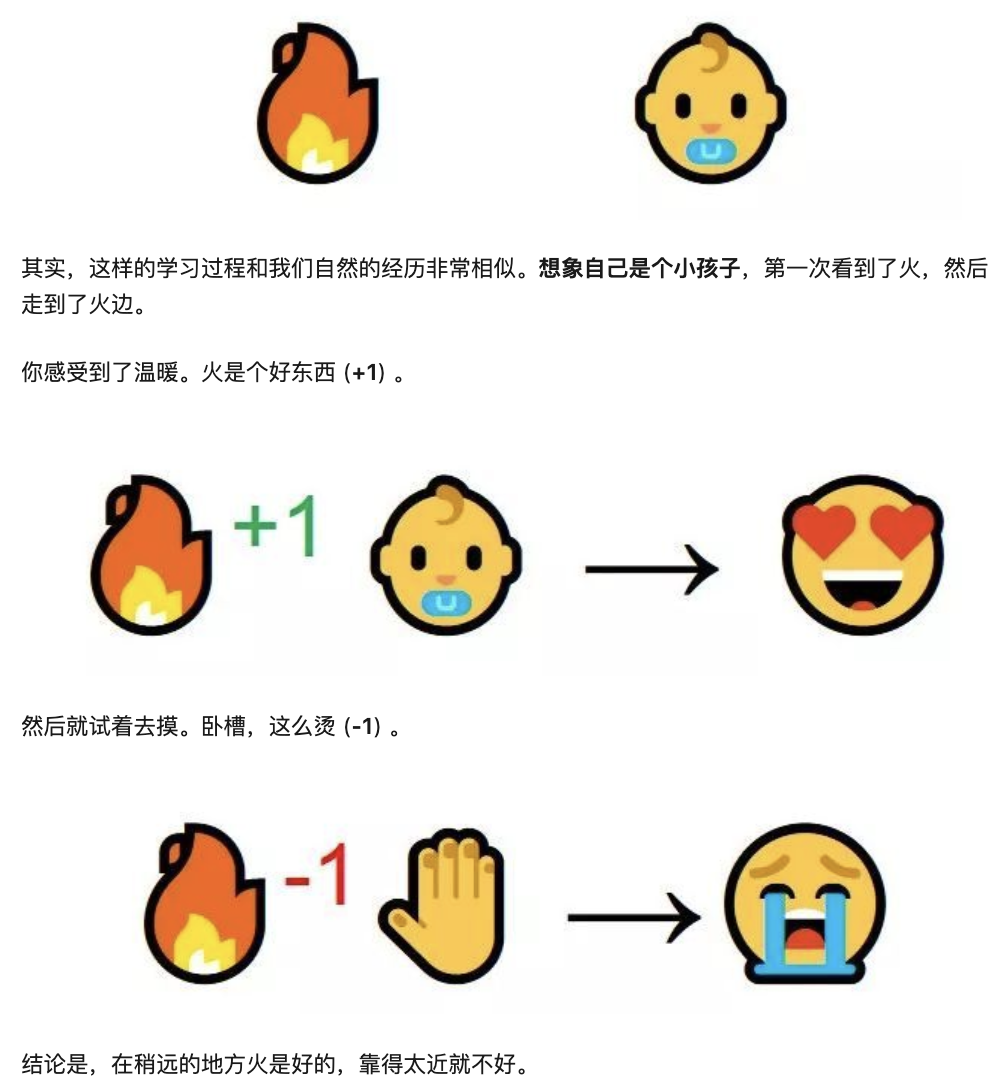 其实，这样的学习过程和我们自然的经历非常相似。想象自己是个小孩子，第一次看到了火，然后
走到了火边。
你感受到了温暖。火是个好东西 (+1) 。
+1
然后就试着去摸。卧槽，这么烫 (-1) 。
-1
结论是，在稍远的地方火是好的，靠得太近就不好。